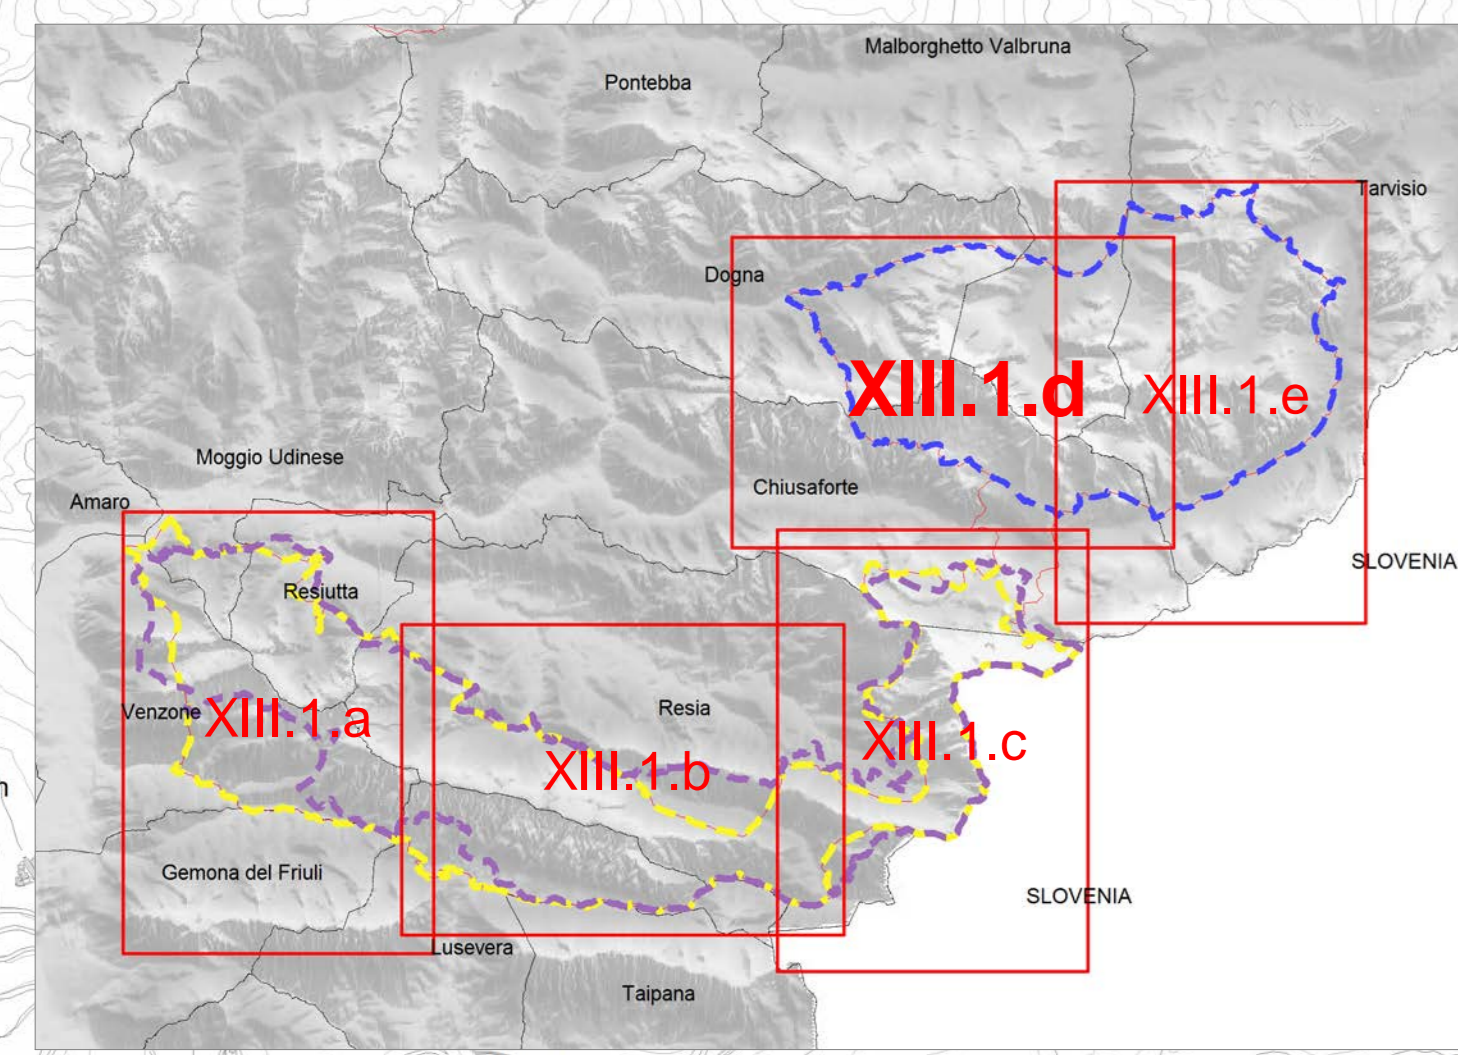 Malborghetto Valbruna
Pontebba
Tarvisio
Dogna
XIII.1.d
XIII.1.e
Moggio Udinese
Chiusaforte
Amaro
SLOVENIA
Resiutta
Venzone
XIII.1.a
Resia
XIII.1.c
XIII.1.b
Gemona del Friuli
SLOVENIA
Lusevera
Taipana